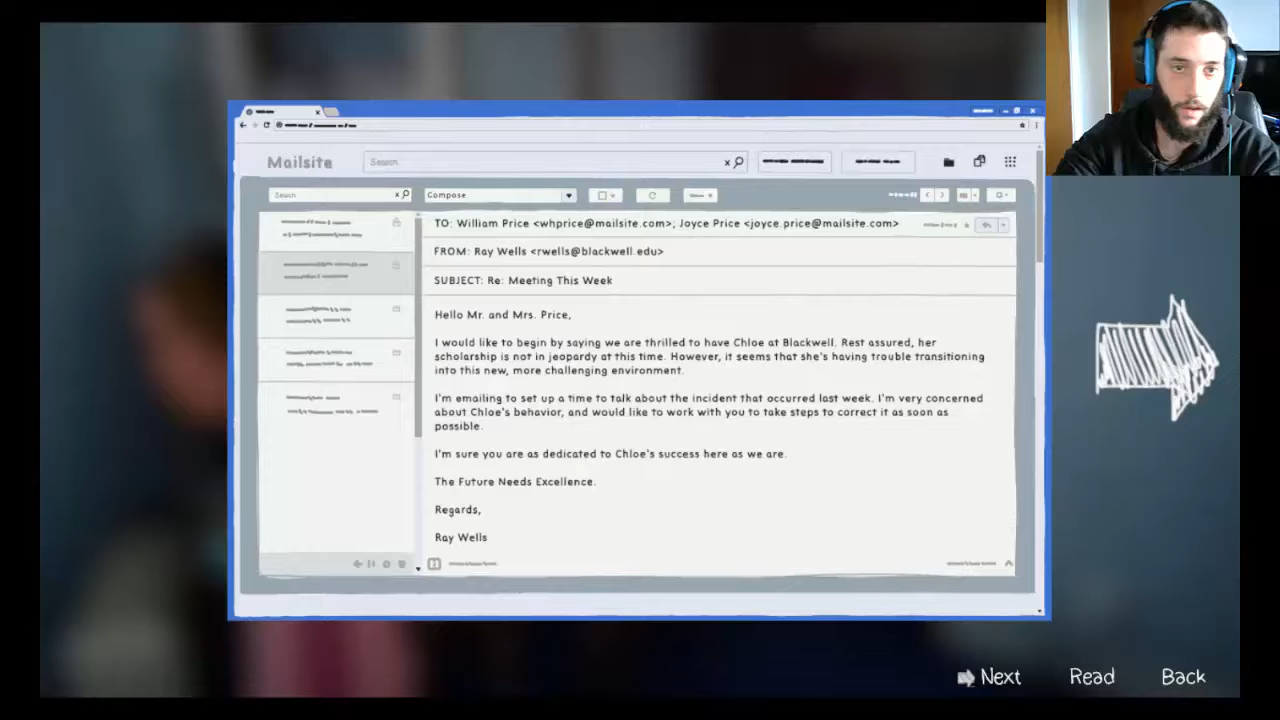 Mailsite
Search
x
Search
x
Compose
TO: William Price <whprice@mailsite.com>; Joyce Price <joyce.price@mailsite.com>
FROM: Ray Wells <rwells@blackwell.edu>
SUBJECT: Re: Meeting This Week
Hello Mr. and Mrs. Price,
I would like to begin by saying we are thrilled to have Chloe at Blackwell. Rest assured, her
scholarship is not in jeopardy at this time. However, it seems that she's having trouble transitioning
into this new, more challenging environment.
I'm emailing to set up a time to talk about the incident that occurred last week. I'm very concerned
about Chloe's behavior, and would like to work with you to take steps to correct it as soon as
possible.
I'm sure you are as dedicated to Chloe's success here as we are.
The Future Needs Excellence.
Regards,
Ray Wells
Next Read Back